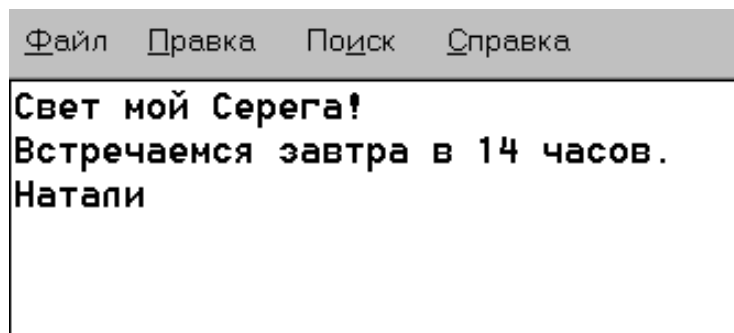 Файл Правка Поиск Справка
Свет мой Серега!
Встречаемся завтра в 14 часов.
Натали